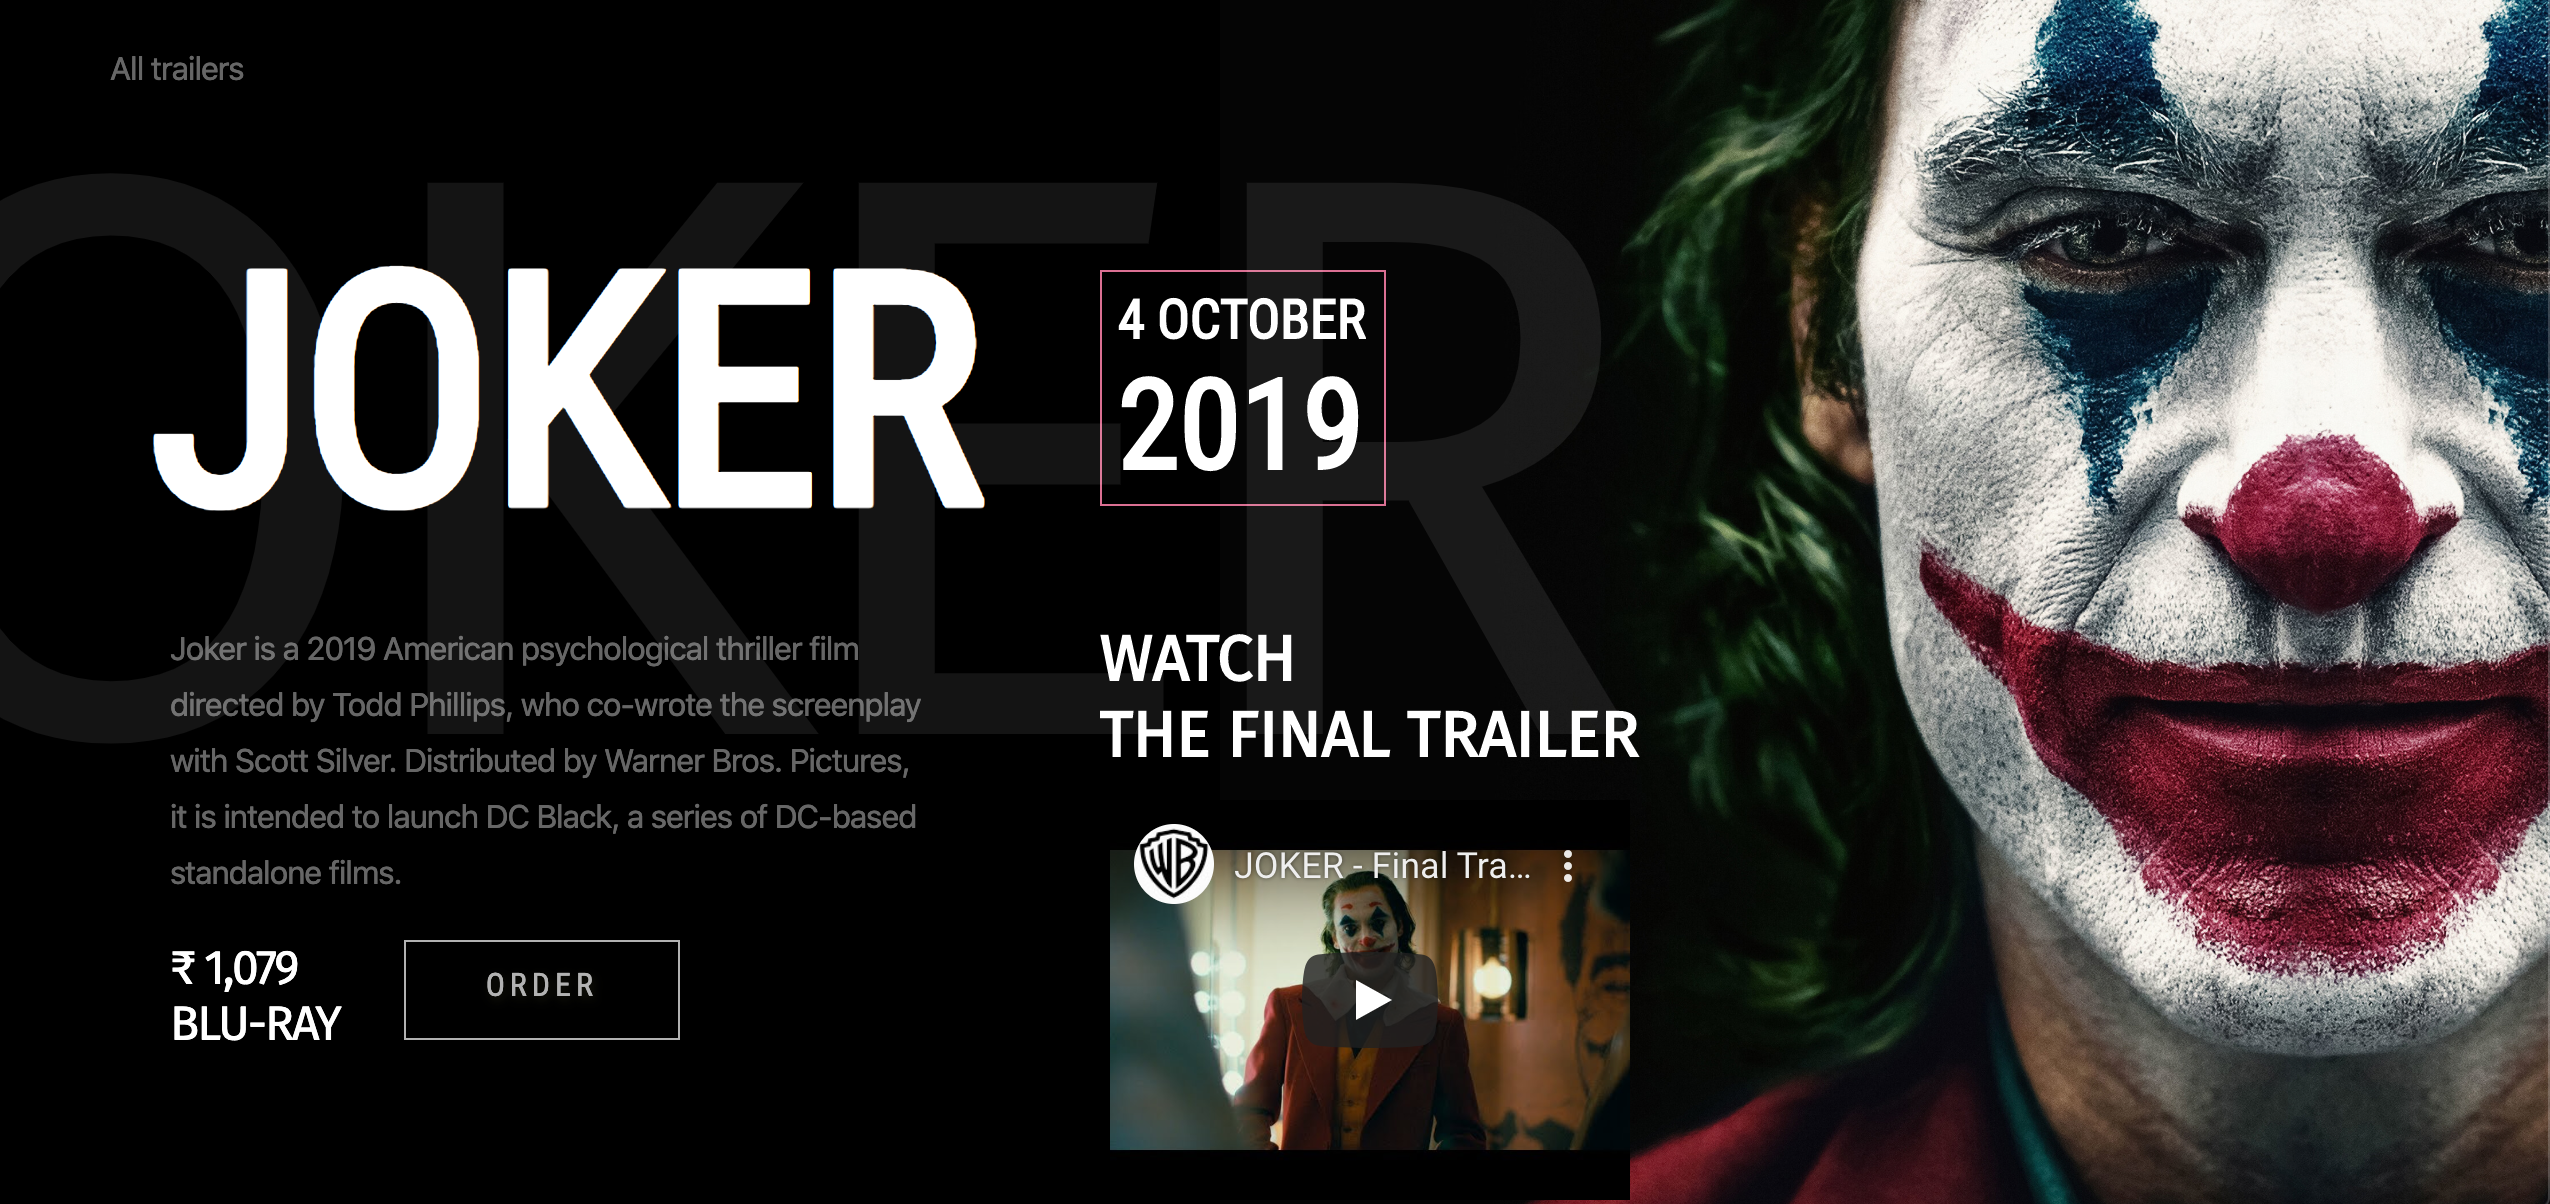 All trailers
OKER
JOKER
4 OCTOBER
2019
Joker is a 2019 American psychological thriller film
directed by Todd Phillips, who co-wrote the screenplay
with Scott Silver. Distributed by Warner Bros. Pictures,
it is intended to launch DC Black, a series of DC-based
standalone films.
₹ 1,079
BLU-RAY
ORDER
WATCH
THE FINAL TRAILER
WB
JOKER - Final Tra...